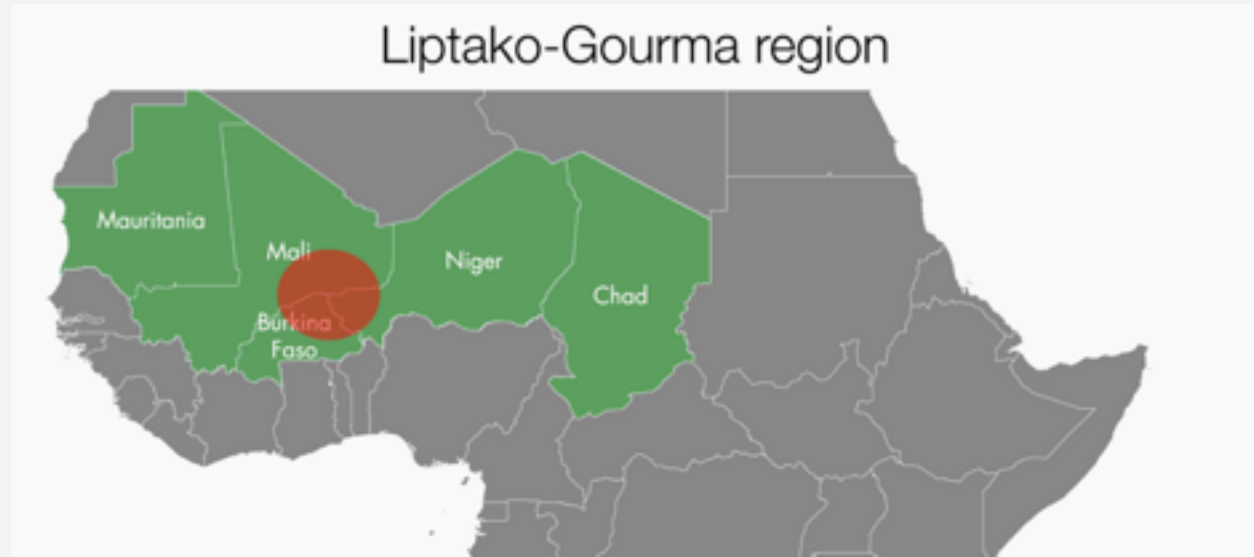 Liptako-Gourma region
Mauritania
Mali
Niger
Chad
Burkina
Faso